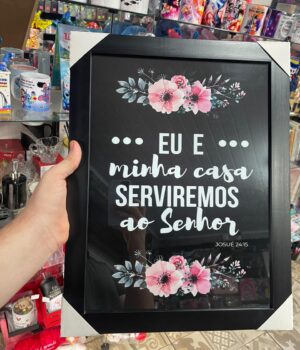 ••• EU E •••
minha casa
SERVIREMOS
ao Senhor
JOSUÉ 24:15